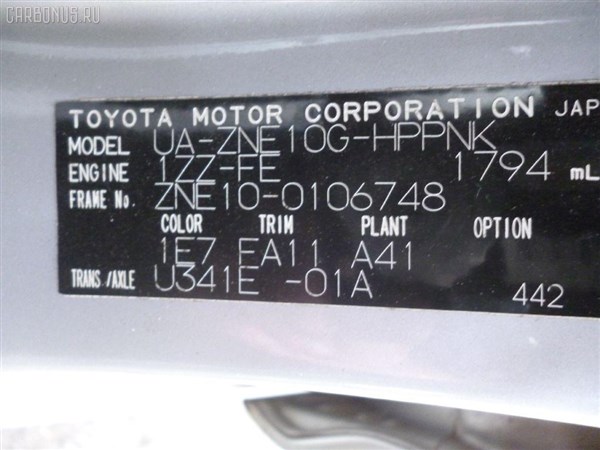 CARBONUS.RU
TOYOTA MOTOR CORPORATION JAP
MODEL UA-ZNE10G-HPPNK
ENGINE 1ZZ-FE 1794 mL
FRAME No. ZNE10-0106748
COLOR TRIM PLANT OPTION
1E7 FA11 A41
TRANS./AXLE U341E -01A
442